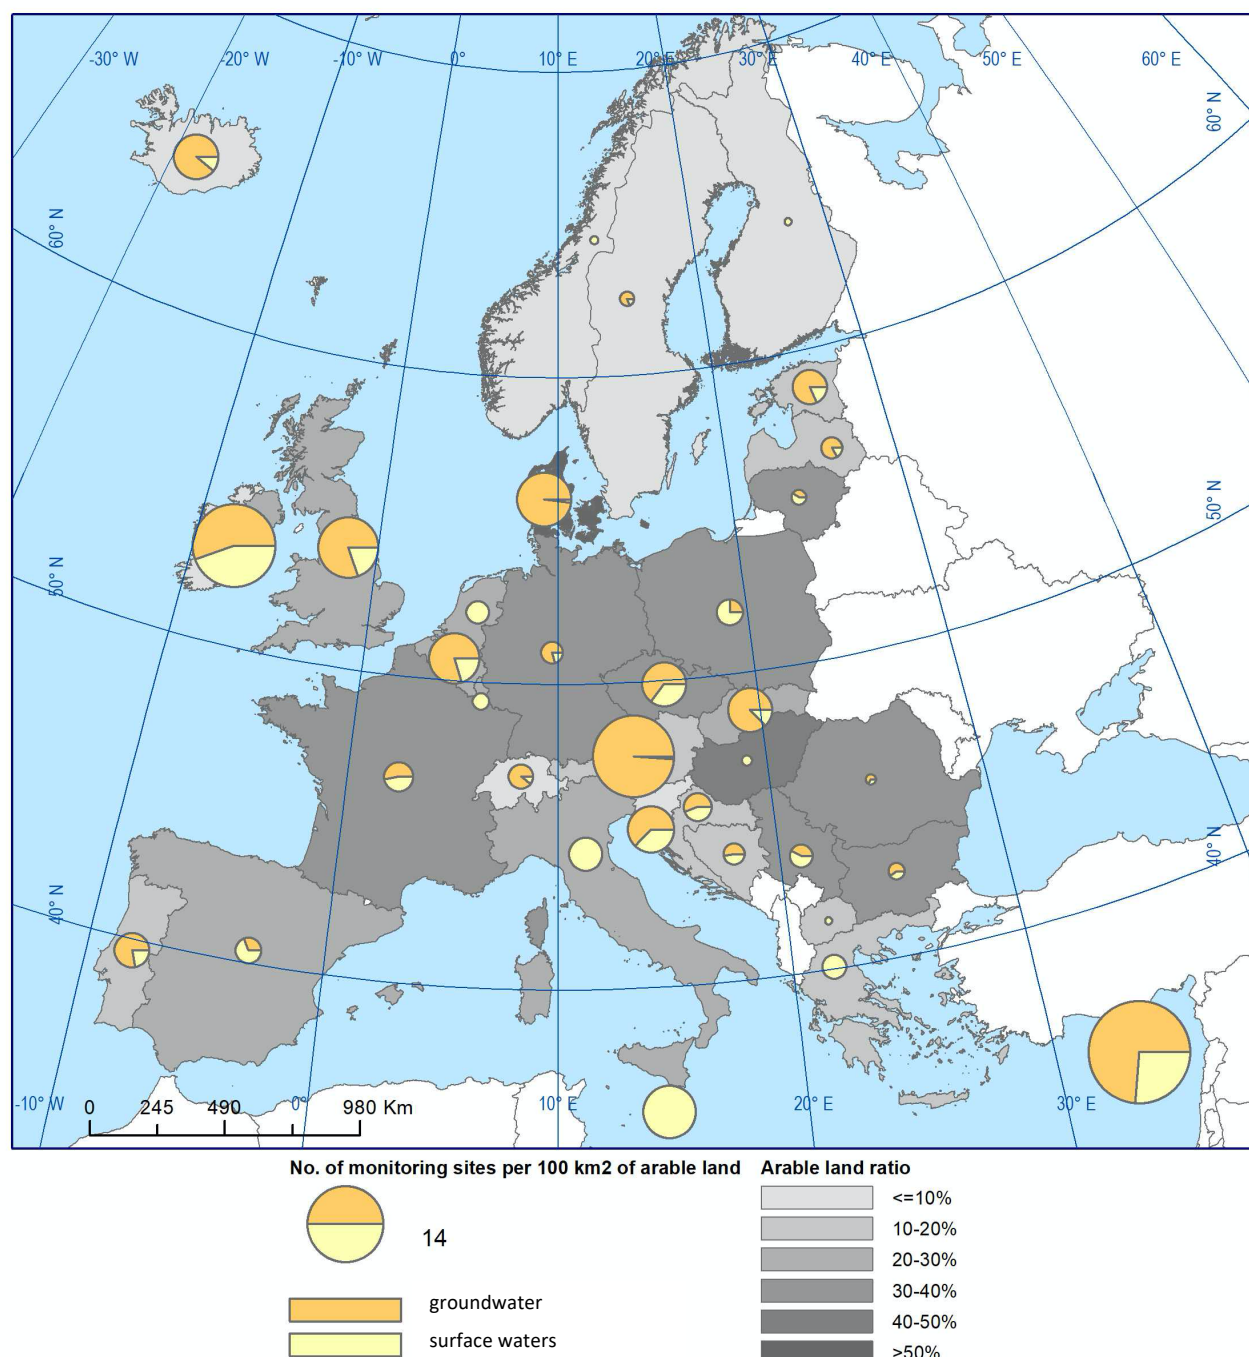 -30° W -20° W -10° W 0° 10° E 20° E 30° E 40° E 50° E 60° E
60° N
60° N
50° N
50° N
40° N
40° N
-10° W 0° 10° E 20° E 30° E
0 245 490 980 Km
No. of monitoring sites per 100 km2 of arable land
14
groundwater
surface waters
Arable land ratio
<=10%
10-20%
20-30%
30-40%
40-50%
>50%